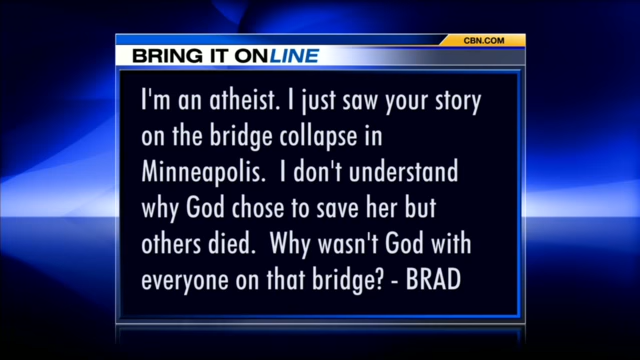 CBN.COM
BRING IT ONLINE
I'm an atheist. I just saw your story
on the bridge collapse in
Minneapolis.  I don't understand
why God chose to save her but
others died.  Why wasn't God with
everyone on that bridge? - BRAD